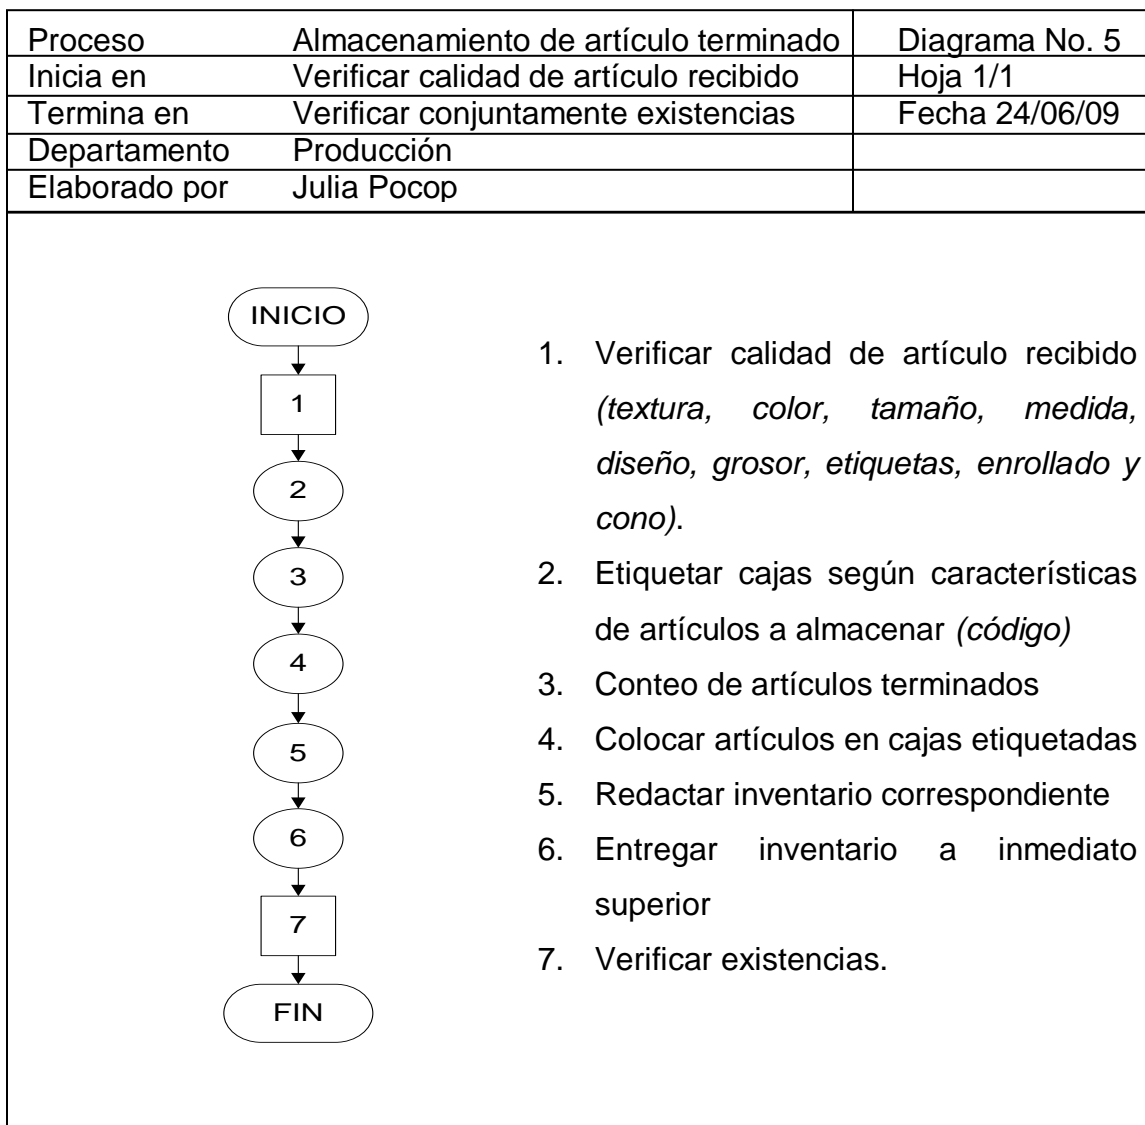 Proceso Almacenamiento de artículo terminado Diagrama No. 5
Inicia en Verificar calidad de artículo recibido Hoja 1/1
Termina en Verificar conjuntamente existencias Fecha 24/06/09
Departamento Producción
Elaborado por Julia Pocop
INICIO
1
2
3
4
5
6
7
FIN
1. Verificar calidad de artículo recibido
(textura, color, tamaño, medida,
diseño, grosor, etiquetas, enrollado y
cono).
2. Etiquetar cajas según características
de artículos a almacenar (código)
3. Conteo de artículos terminados
4. Colocar artículos en cajas etiquetadas
5. Redactar inventario correspondiente
6. Entregar inventario a inmediato
superior
7. Verificar existencias.